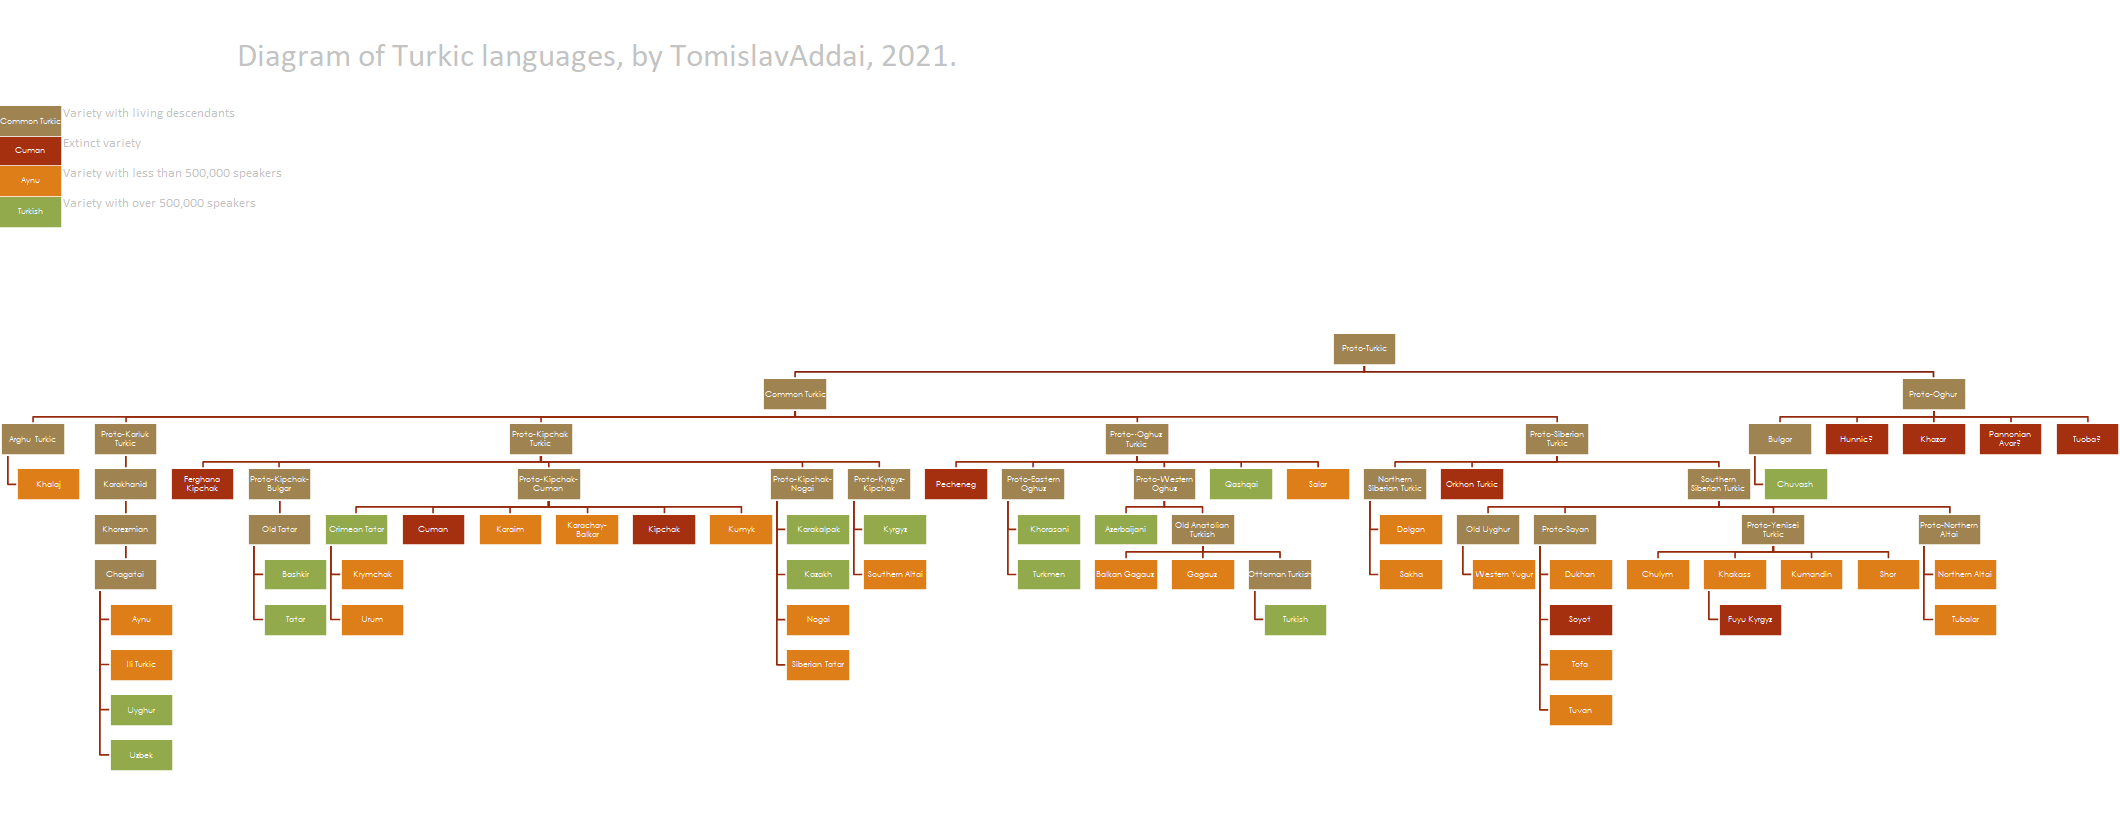 Diagram of Turkic languages, by TomislavAddai, 2021.
Common Turkic
Variety with living descendants
Cuman
Extinct variety
Aynu
Variety with less than 500,000 speakers
Turkish
Variety with over 500,000 speakers
Proto-Turkic
Common Turkic
Proto-Oghur
Arghu Turkic
Proto-Karluk
Turkic
Proto-Kipchak
Turkic
Proto--Oghuz
Turkic
Proto-Siberian
Turkic
Bulgar
Hunnic?
Khazar
Pannonian
Avar?
Tuoba?
Khalaj
Karakhanid
Ferghana
Kipchak
Proto-Kipchak-
Bulgar
Proto-Kipchak-
Cuman
Proto-Kipchak-
Nogai
Proto-Kyrgyz-
Kipchak
Pecheneg
Proto-Eastern
Oghuz
Proto-Western
Oghuz
Qashqai
Salar
Northern
Siberian Turkic
Orkhon Turkic
Southern
Siberian Turkic
Chuvash
Khorezmian
Old Tatar
Crimean Tatar
Cuman
Karaim
Karachay-
Balkar
Kipchak
Kumyk
Karakalpak
Kyrgyz
Khorasani
Azerbaijani
Old Anatolian
Turkish
Dolgan
Old Uyghur
Proto-Sayan
Proto-Yenisei
Turkic
Proto-Northern
Altai
Chagatai
Bashkir
Krymchak
Kazakh
Southern Altai
Turkmen
Balkan Gagauz
Gagauz
Ottoman Turkish
Sakha
Western Yugur
Dukhan
Chulym
Khakass
Kumandin
Shor
Northern Altai
Aynu
Tatar
Urum
Nogai
Turkish
Soyot
Fuyu Kyrgyz
Tubalar
Ili Turkic
Siberian Tatar
Tofa
Uyghur
Tuvan
Uzbek